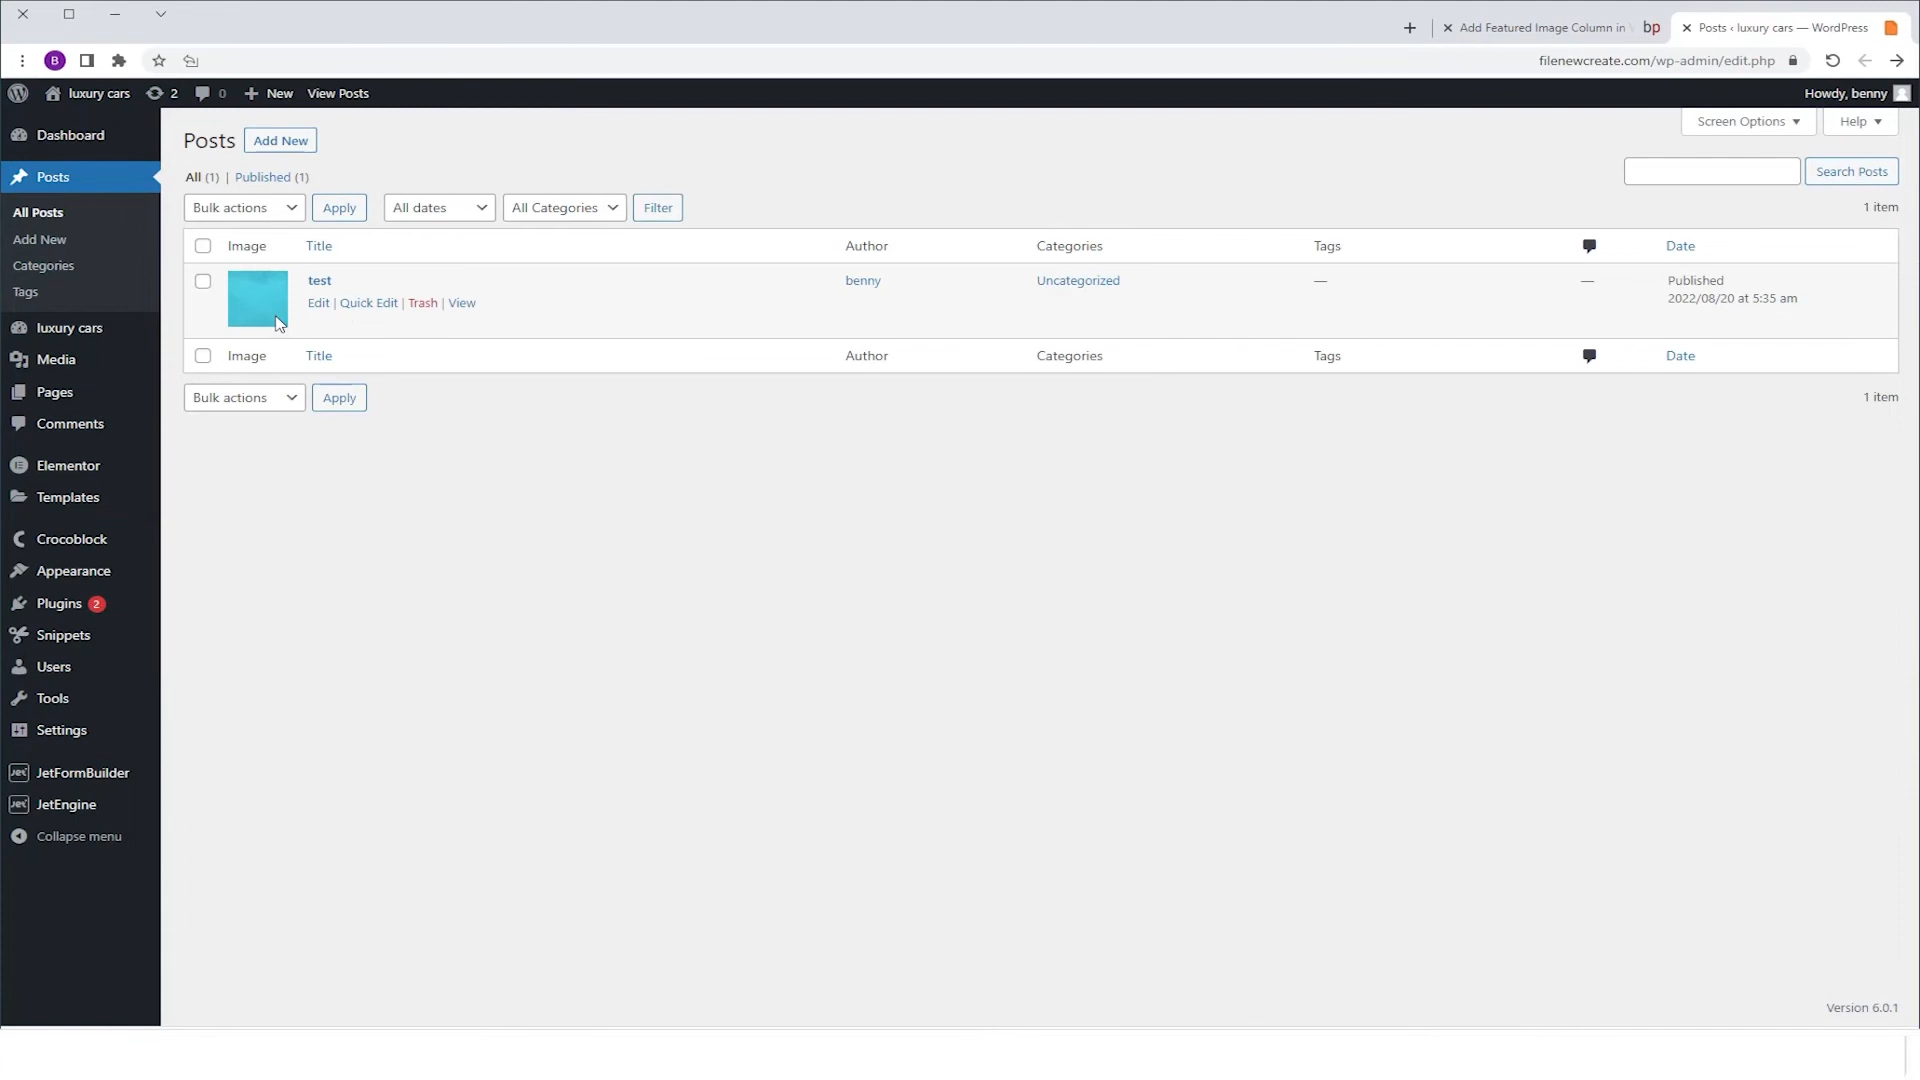 Add Featured Image Column in
bp
Posts ‹ luxury cars — WordPress
B
filenewcreate.com/wp-admin/edit.php
luxury cars
2
0
New
View Posts
Howdy, benny
Dashboard
Posts
All Posts
Add New
Categories
Tags
luxury cars
Media
Pages
Comments
Elementor
Templates
Crocoblock
Appearance
Plugins 2
Snippets
Users
Tools
Settings
Jet JetFormBuilder
Jet JetEngine
Collapse menu
Posts Add New
Screen Options
Help
All (1) | Published (1)
Search Posts
Bulk actions Apply All dates All Categories Filter
1 item
Image Title Author Categories Tags Date
test benny Uncategorized — — Published
Edit | Quick Edit | Trash | View 2022/08/20 at 5:35 am
Image Title Author Categories Tags Date
Bulk actions Apply
1 item
Version 6.0.1